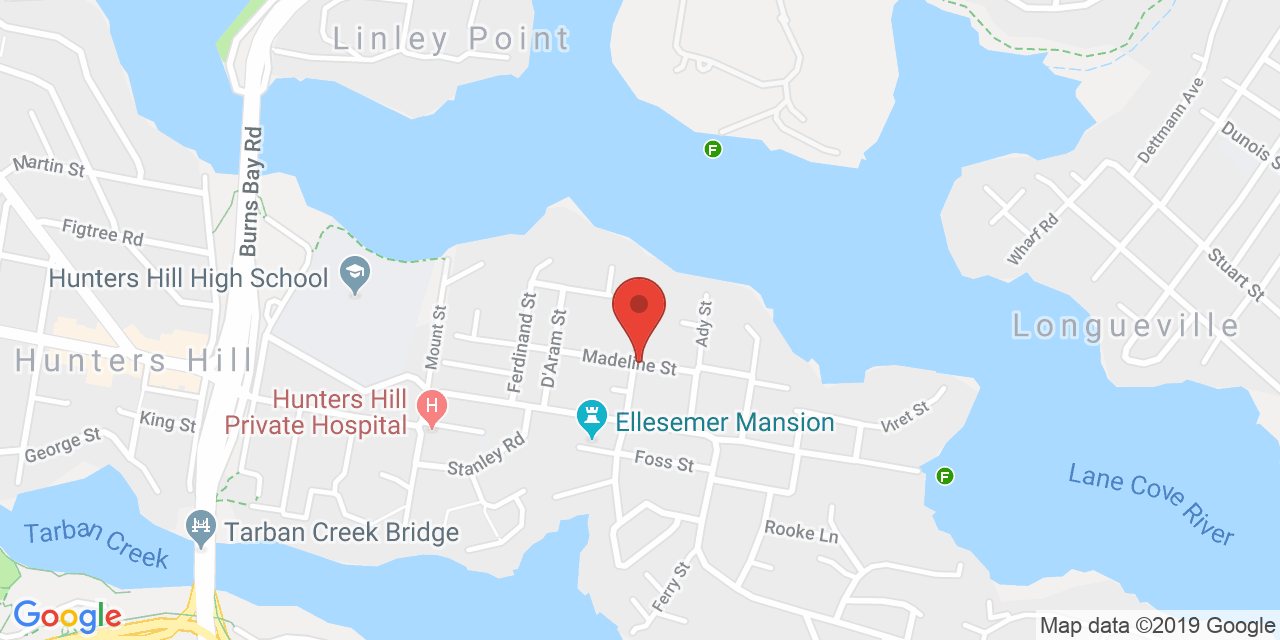 Linley Point
Burns Bay Rd
Dettmann Ave
Dunois S
Martin St
Figtree Rd
Wharf Rd
Stuart St
Hunters Hill High School
Mount St
Ferdinand St
D'Aram St
Ady St
Longueville
Hunters Hill
Madeline St
Hunters Hill
Private Hospital
H
King St
George St
Ellesemer Mansion
Viret St
Stanley Rd
Foss St
F
F
Lane Cove River
Tarban Creek
Tarban Creek Bridge
Rooke Ln
Ferry St
Google
Map data ©2019 Google